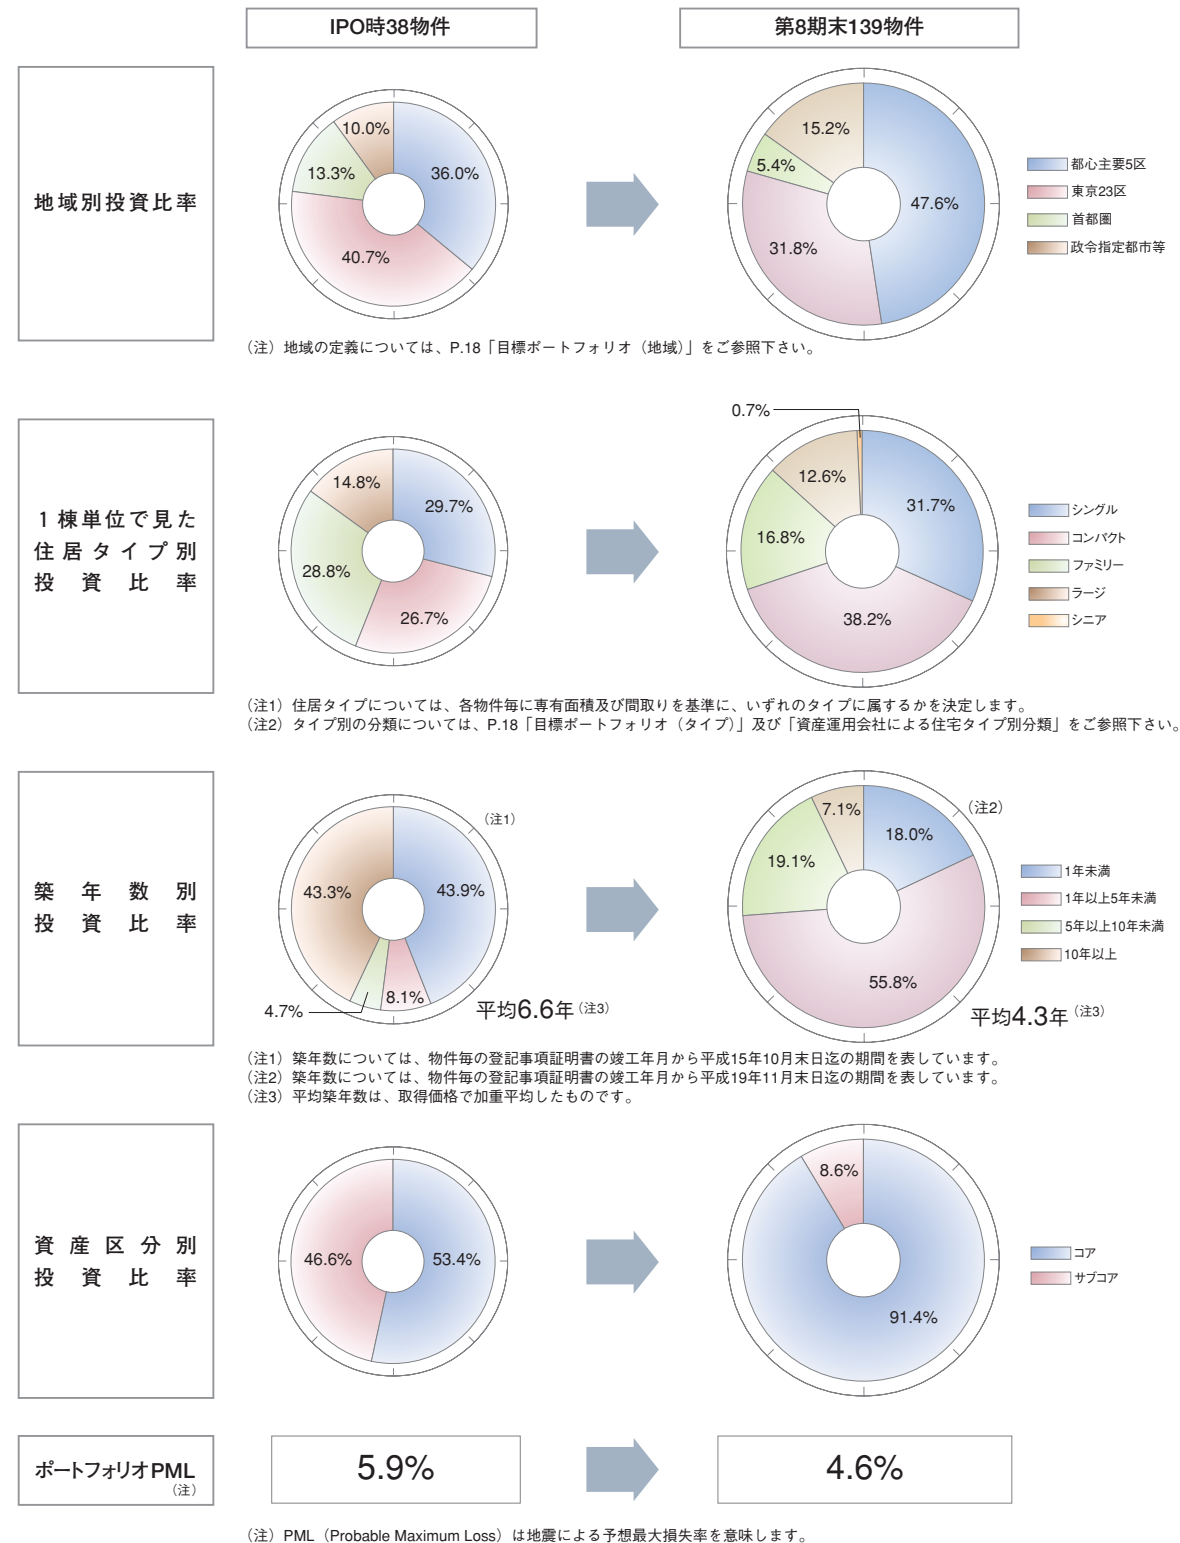 IPO時38物件
第8期末139物件
地域別投資比率
10.0%
36.0%
13.3%
40.7%
15.2%
5.4%
47.6%
31.8%
都心主要5区
東京23区
首都圏
政令指定都市等
（注）地域の定義については、P.18「目標ポートフォリオ（地域）」をご参照下さい。
1棟単位で見た
住居タイプ別
投資比率
14.8%
29.7%
28.8%
26.7%
0.7%
12.6%
31.7%
16.8%
38.2%
シングル
コンパクト
ファミリー
ラージ
シニア
（注1）住居タイプについては、各物件毎に専有面積及び間取りを基準に、いずれのタイプに属するかを決定します。
（注2）タイプ別の分類については、P.18「目標ポートフォリオ（タイプ）」及び「資産運用会社による住宅タイプ別分類」をご参照下さい。
築年数別
投資比率
（注1）
43.3%
43.9%
4.7%
8.1%
平均6.6年（注3）
（注2）
7.1%
18.0%
19.1%
55.8%
平均4.3年（注3）
1年未満
1年以上5年未満
5年以上10年未満
10年以上
（注1）築年数については、物件毎の登記事項証明書の竣工年月から平成15年10月末日迄の期間を表しています。
（注2）築年数については、物件毎の登記事項証明書の竣工年月から平成19年11月末日迄の期間を表しています。
（注3）平均築年数は、取得価格で加重平均したものです。
資産区分別
投資比率
46.6%
53.4%
8.6%
91.4%
コア
サブコア
ポートフォリオPML
（注）
5.9%
4.6%
（注）PML（Probable Maximum Loss）は地震による予想最大損失率を意味します。